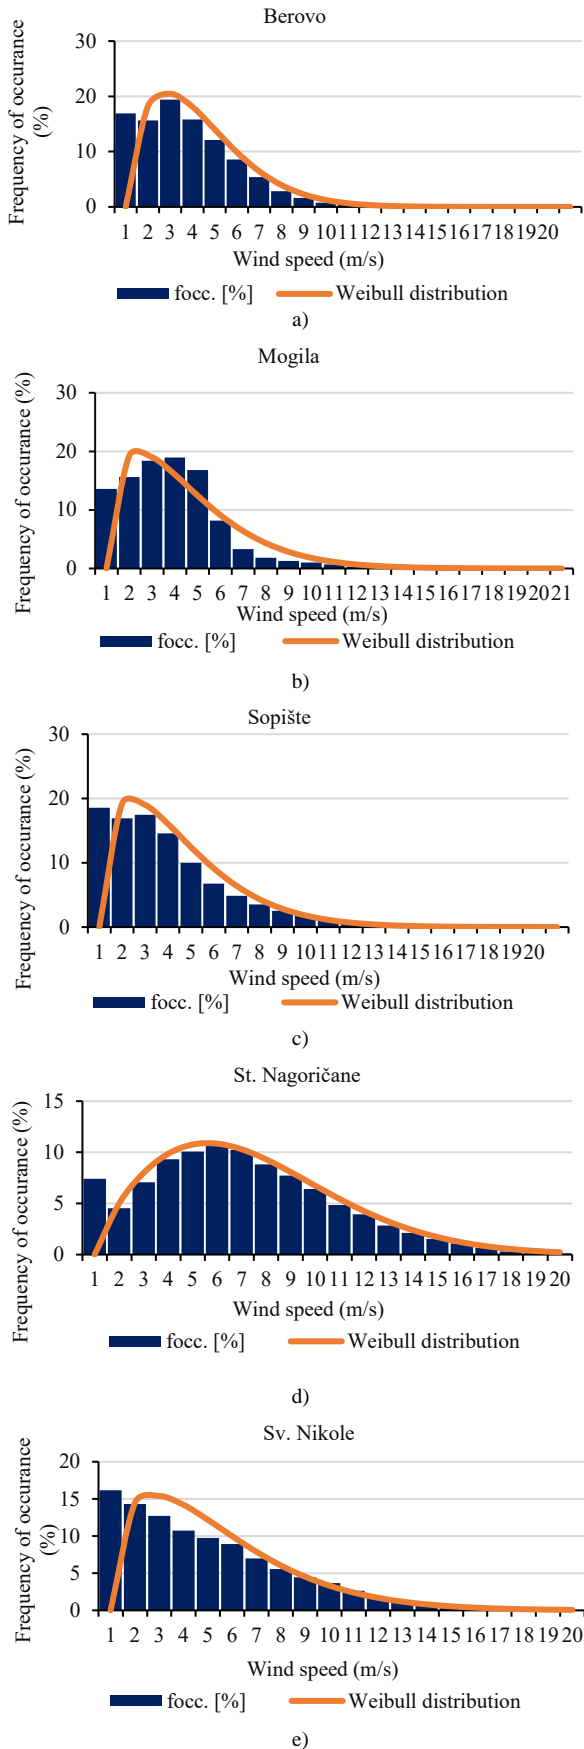 Berovo
Frequency of occurance
(%)
30
20
10
0
1 2 3 4 5 6 7 8 9 10 11 12 13 14 15 16 17 18 19 20
Wind speed (m/s)
focc. [%] Weibull distribution
a)
Mogila
Frequency of occurance (%)
30
20
10
0
1 2 3 4 5 6 7 8 9 10 11 12 13 14 15 16 17 18 19 20 21
Wind speed (m/s)
focc. [%] Weibull distribution
b)
Sopište
Frequency of occurance (%)
30
20
10
0
1 2 3 4 5 6 7 8 9 10 11 12 13 14 15 16 17 18 19 20
Wind speed (m/s)
focc. [%] Weibull distribution
c)
St. Nagoričane
Frequency of occurance (%)
15
10
5
0
1 2 3 4 5 6 7 8 9 10 11 12 13 14 15 16 17 18 19 20
Wind speed (m/s)
focc. [%] Weibull distribution
d)
Sv. Nikole
Frequency of occurance
(%)
20
15
10
5
0
1 2 3 4 5 6 7 8 9 10 11 12 13 14 15 16 17 18 19 20
Wind speed (m/s)
focc. [%] Weibull distribution
e)